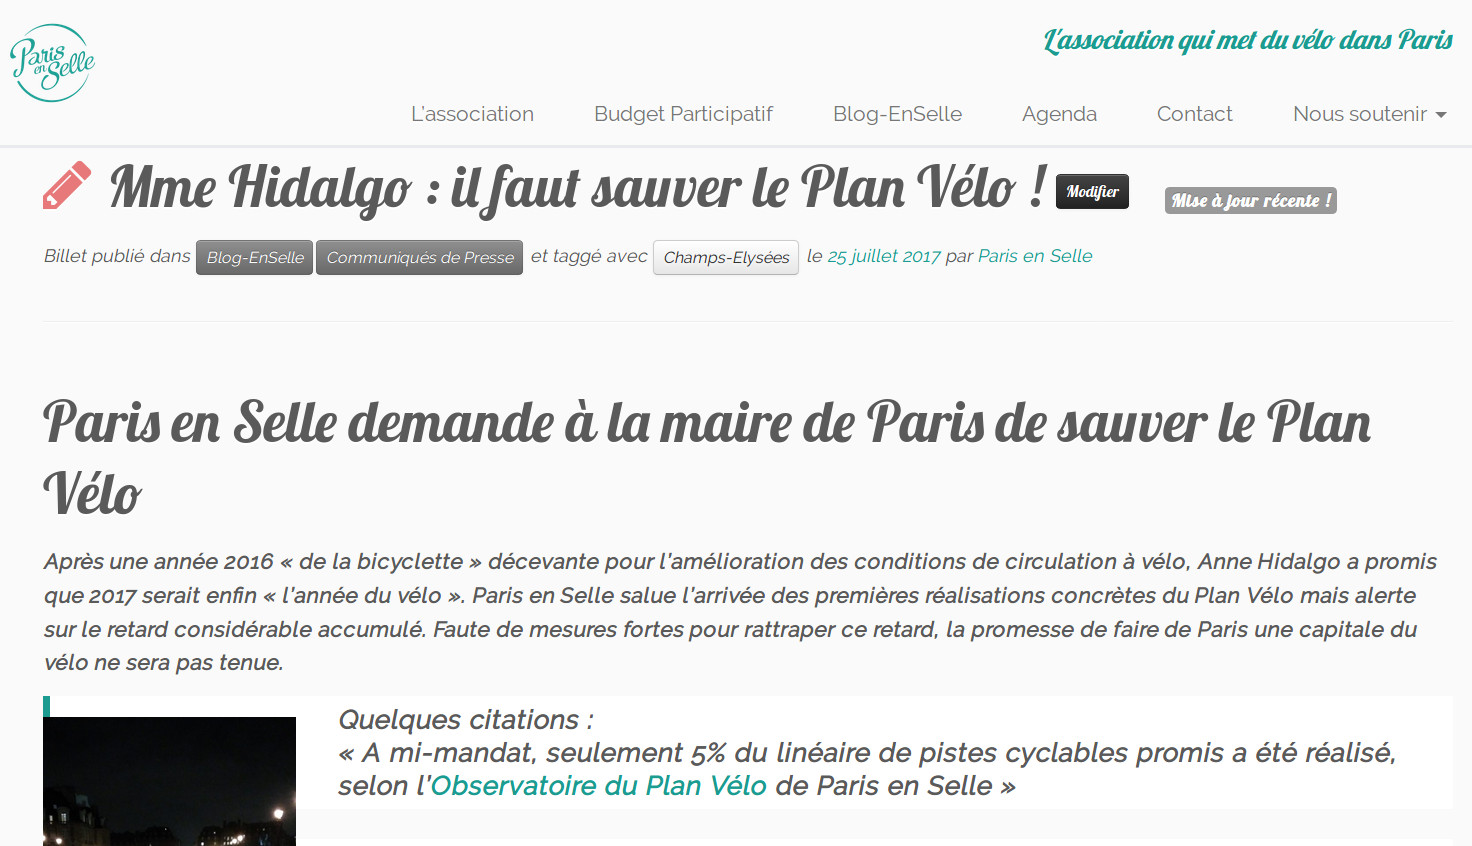 Paris
en
Selle
L'association qui met du vélo dans Paris
L'association Budget Participatif Blog-EnSelle Agenda Contact Nous soutenir
Mme Hidalgo : il faut sauver le Plan Vélo ! Modifier Mise à jour récente !
Billet publié dans Blog-EnSelle Communiqués de Presse et taggé avec Champs-Elysées le 25 juillet 2017 par Paris en Selle
Paris en Selle demande à la maire de Paris de sauver le Plan
Vélo
Après une année 2016 « de la bicyclette » décevante pour l'amélioration des conditions de circulation à vélo, Anne Hidalgo a promis
que 2017 serait enfin « l'année du vélo ». Paris en Selle salue l'arrivée des premières réalisations concrètes du Plan Vélo mais alerte
sur le retard considérable accumulé. Faute de mesures fortes pour rattraper ce retard, la promesse de faire de Paris une capitale du
vélo ne sera pas tenue.
Quelques citations :
« A mi-mandat, seulement 5% du linéaire de pistes cyclables promis a été réalisé,
selon l'Observatoire du Plan Vélo de Paris en Selle »